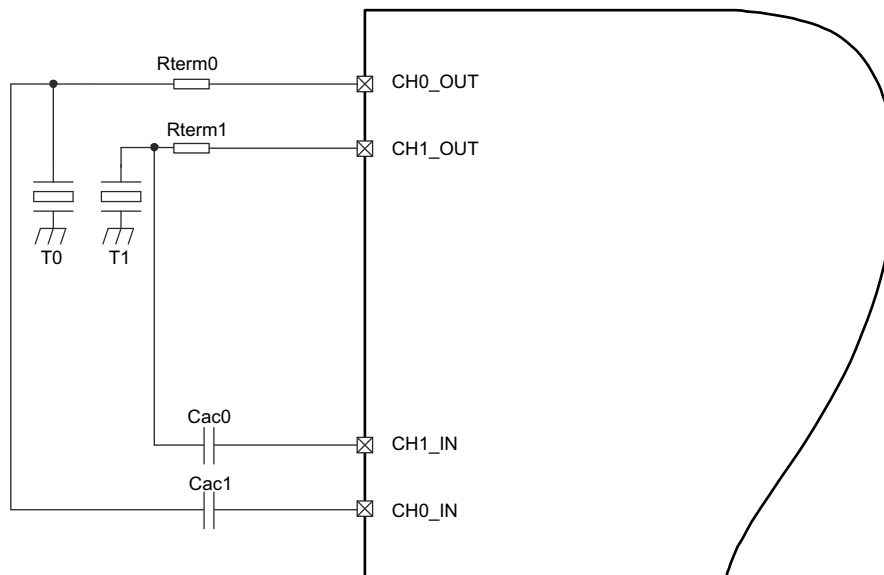 Rterm0
CH0_OUT
Rterm1
CH1_OUT
T0
T1
Cac0
CH1_IN
Cac1
CH0_IN